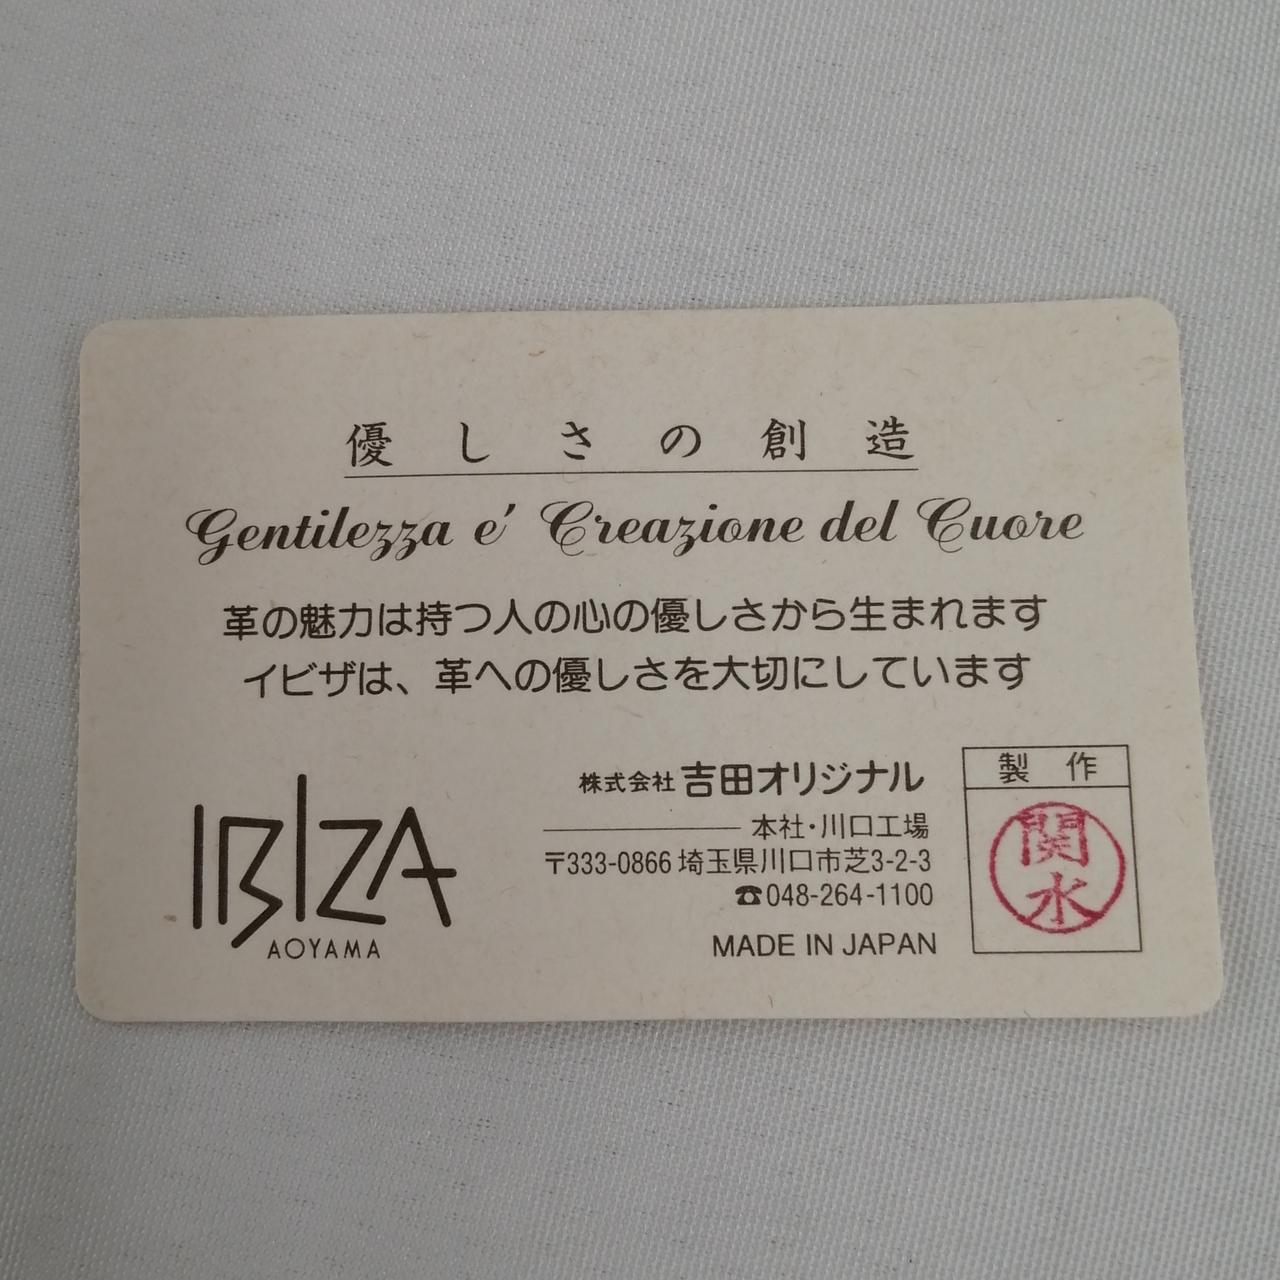 優しさの創造
Gentilezza e' Creazione del Cuore
革の魅力は持つ人の心の優しさから生まれます
イビザは、革への優しさを大切にしています
IBIZA
AOYAMA
株式会社 吉田オリジナル
本社・川口工場
〒333-0866 埼玉県川口市芝3-2-3
☎048-264-1100
MADE IN JAPAN
製作
関水